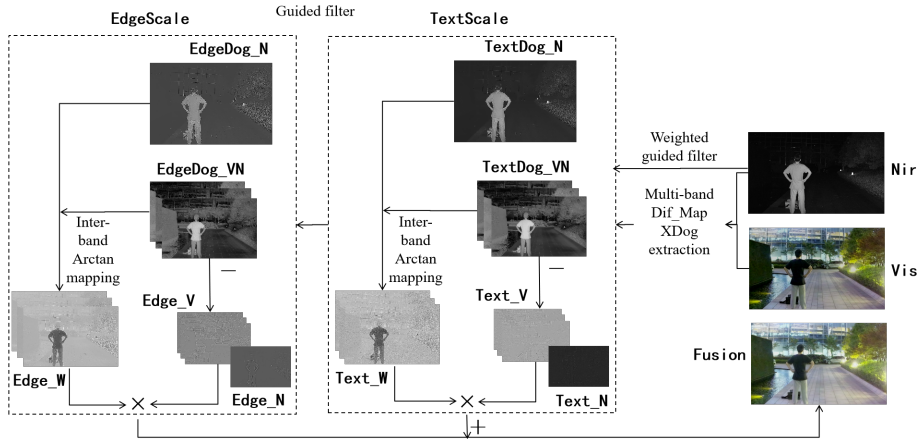 Guided filter
EdgeScale
TextScale
EdgeDog_N
TextDog_N
Weighted
guided filter
Nir
EdgeDog_VN
TextDog_VN
Multi-band
Dif_Map
XDog
extraction
Inter-
band
Arctan
mapping
Inter-
band
Arctan
mapping
Vis
Edge_V
Text_V
Fusion
Edge_W
Text_W
Edge_N
Text_N